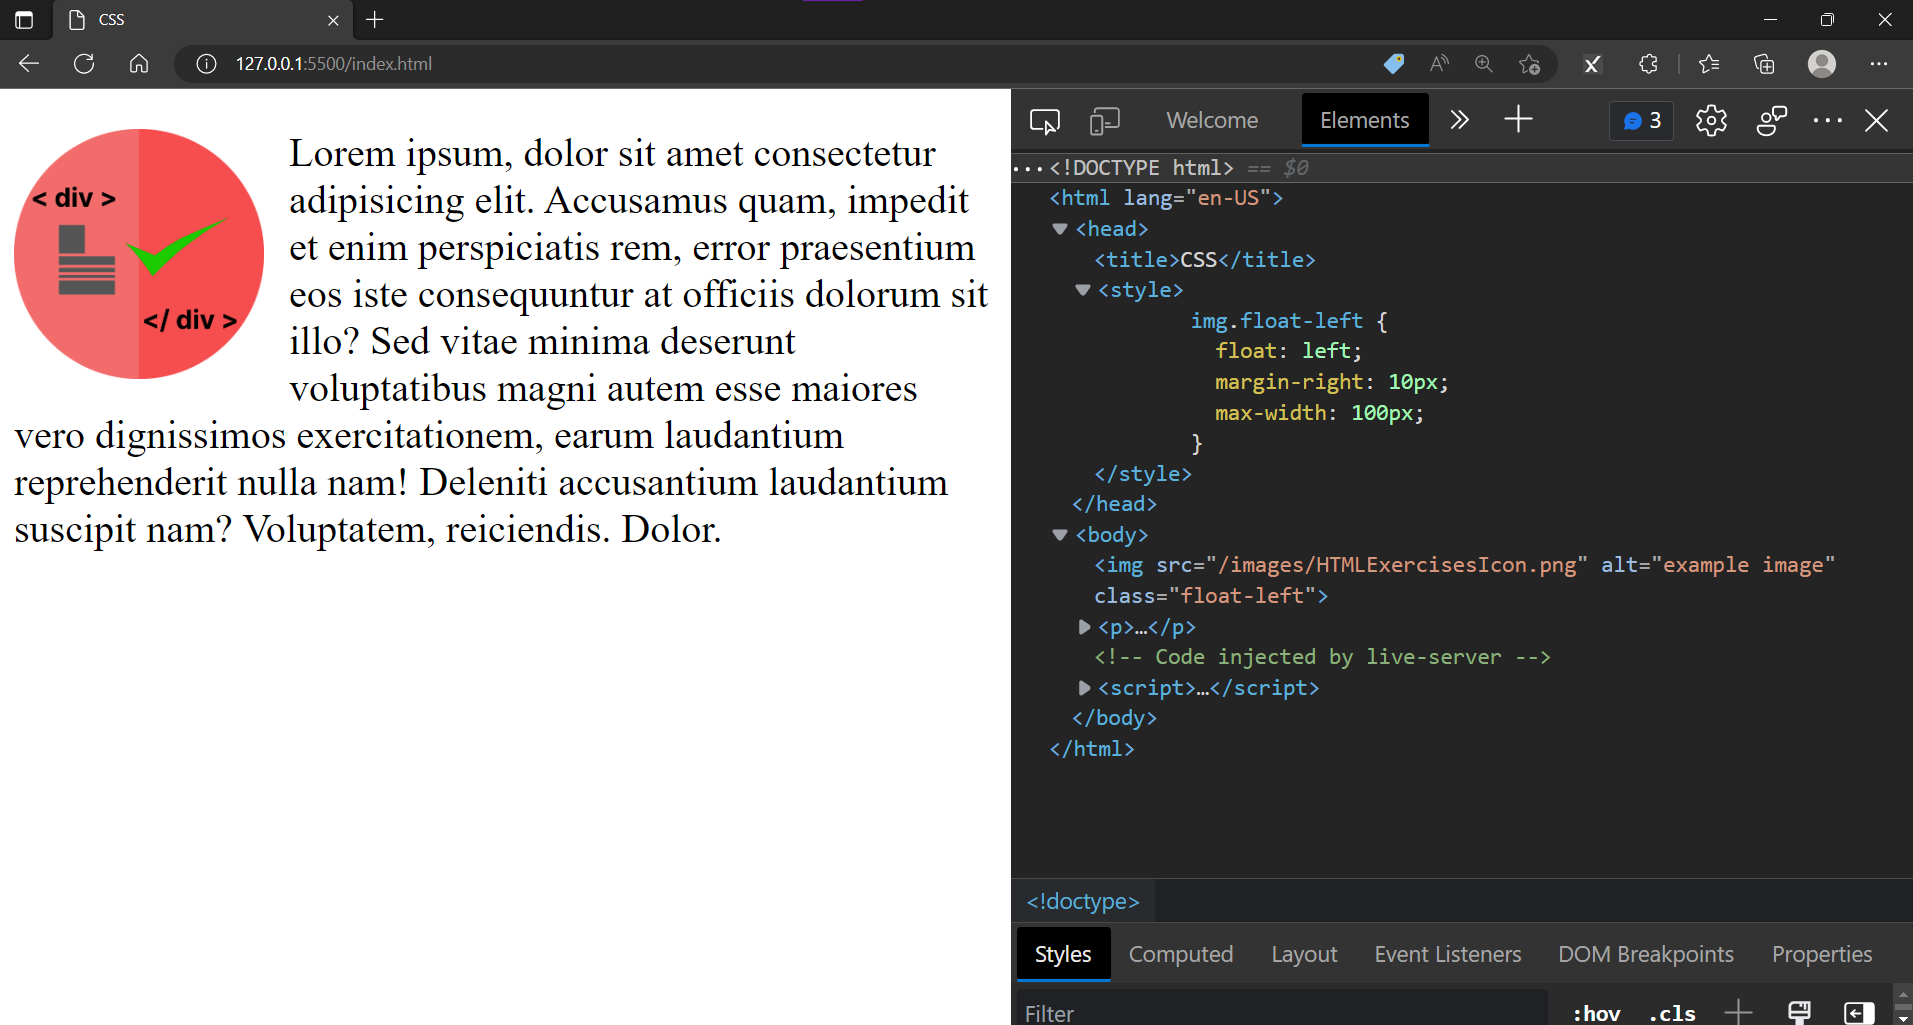 CSS
127.0.0.1:5500/index.html
< div >
</ div >
Lorem ipsum, dolor sit amet consectetur
adipisicing elit. Accusamus quam, impedit
et enim perspiciatis rem, error praesentium
eos iste consequuntur at officiis dolorum sit
illo? Sed vitae minima deserunt
voluptatibus magni autem esse maiores
vero dignissimos exercitationem, earum laudantium
reprehenderit nulla nam! Deleniti accusantium laudantium
suscipit nam? Voluptatem, reiciendis. Dolor.
Welcome Elements 3
…<!DOCTYPE html> == $0
<html lang="en-US">
<head>
<title>CSS</title>
<style>
img.float-left {
float: left;
margin-right: 10px;
max-width: 100px;
}
</style>
</head>
<body>
<img src="/images/HTMLExercisesIcon.png" alt="example image"
class="float-left">
<p>…</p>
<!-- Code injected by live-server -->
<script>…</script>
</body>
</html>
<!doctype>
Styles Computed Layout Event Listeners DOM Breakpoints Properties
Filter :hov .cls